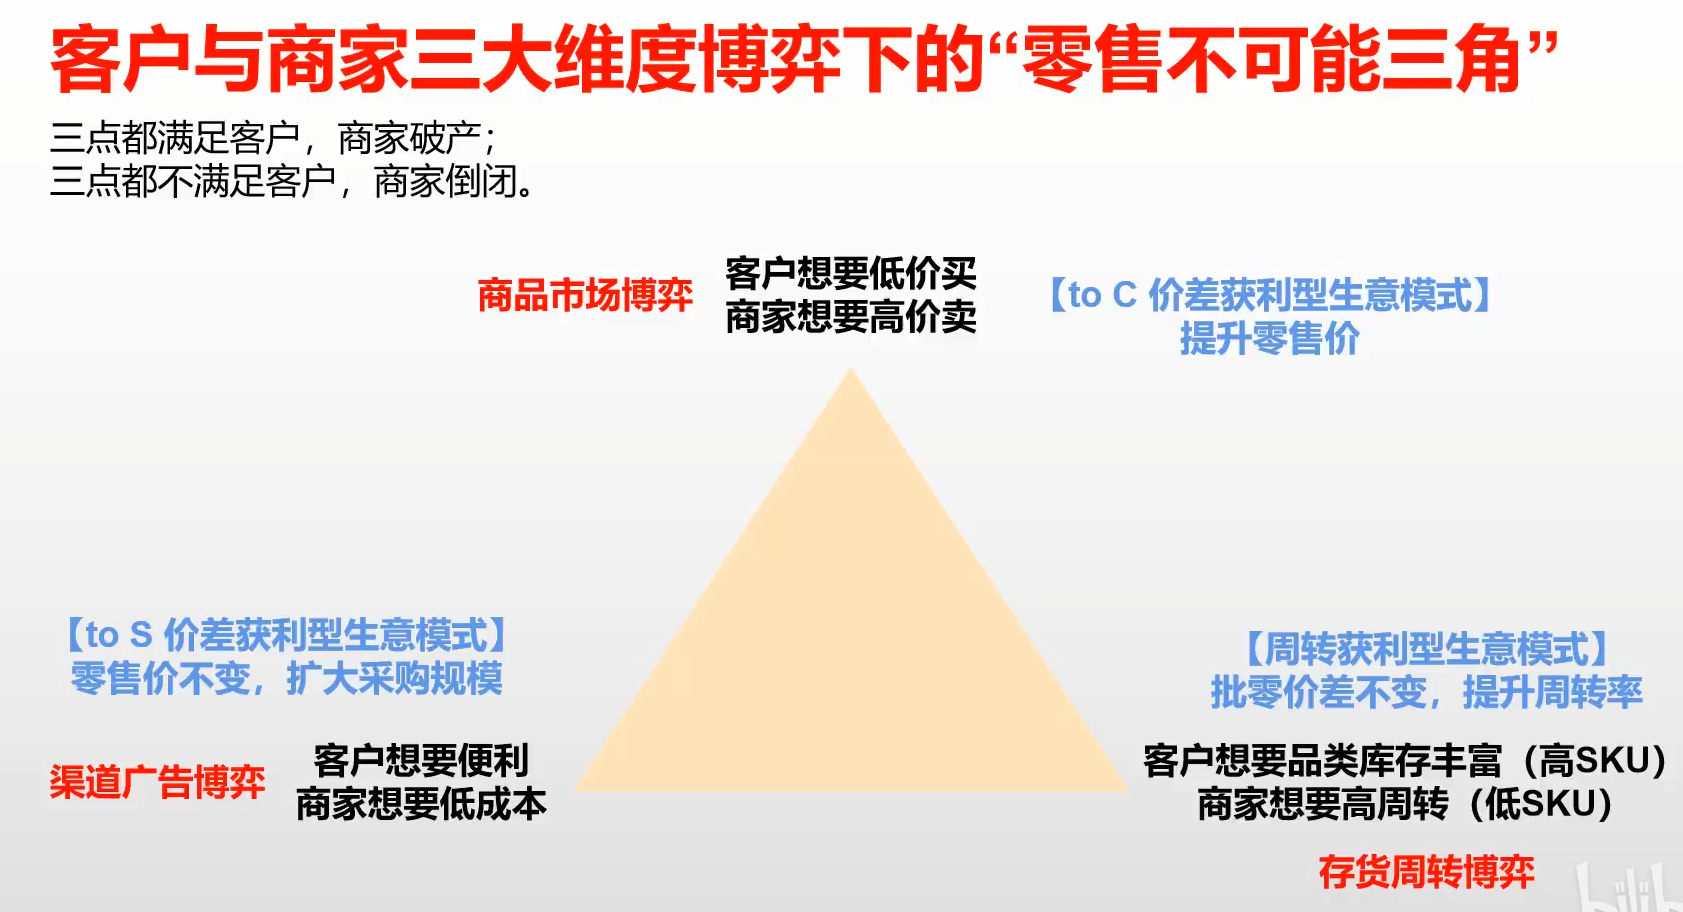 客户与商家三大维度博弈下的“零售不可能三角”
三点都满足客户，商家破产；
三点都不满足客户，商家倒闭。
商品市场博弈
客户想要低价买
商家想要高价卖
【to C 价差获利型生意模式】
提升零售价
【to S 价差获利型生意模式】
零售价不变，扩大采购规模
【周转获利型生意模式】
批零价差不变，提升周转率
渠道广告博弈
客户想要便利
商家想要低成本
客户想要品类库存丰富（高SKU）
商家想要高周转（低SKU）
存货周转博弈